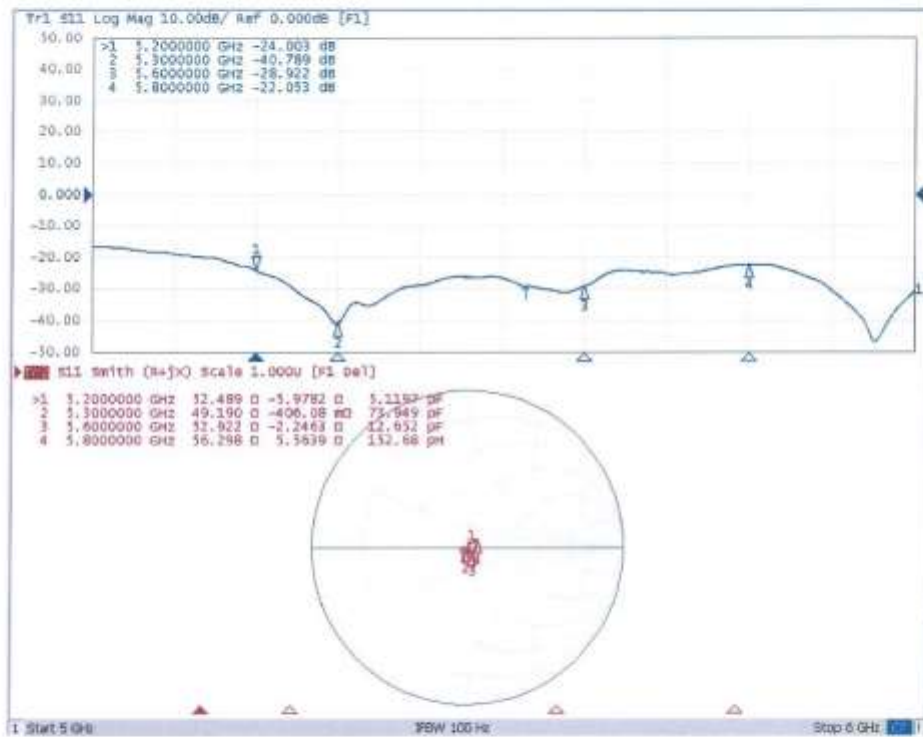 Tr1 S11 Log Mag 10.00dB/ Ref 0.000dB [F1]
50.00
>1 5.2000000 GHz -24.003 dB
2 5.3000000 GHz -40.789 dB
3 5.6000000 GHz -28.922 dB
4 5.8000000 GHz -22.053 dB
40.00
30.00
20.00
10.00
0.000
-10.00
-20.00
-30.00
-40.00
-50.00
2
3
4
1
S11 Smith (R+jX) Scale 1.000U [F1 Del]
>1 5.2000000 GHz 52.489 Ω -5.9782 Ω 5.1197 pF
2 5.3000000 GHz 49.190 Ω -406.08 mΩ 73.949 pF
3 5.6000000 GHz 52.922 Ω -2.2463 Ω 12.652 pF
4 5.8000000 GHz 56.298 Ω 5.5639 Ω 152.68 pH
1 Start 5 GHz
IFBW 100 Hz
Stop 6 GHz